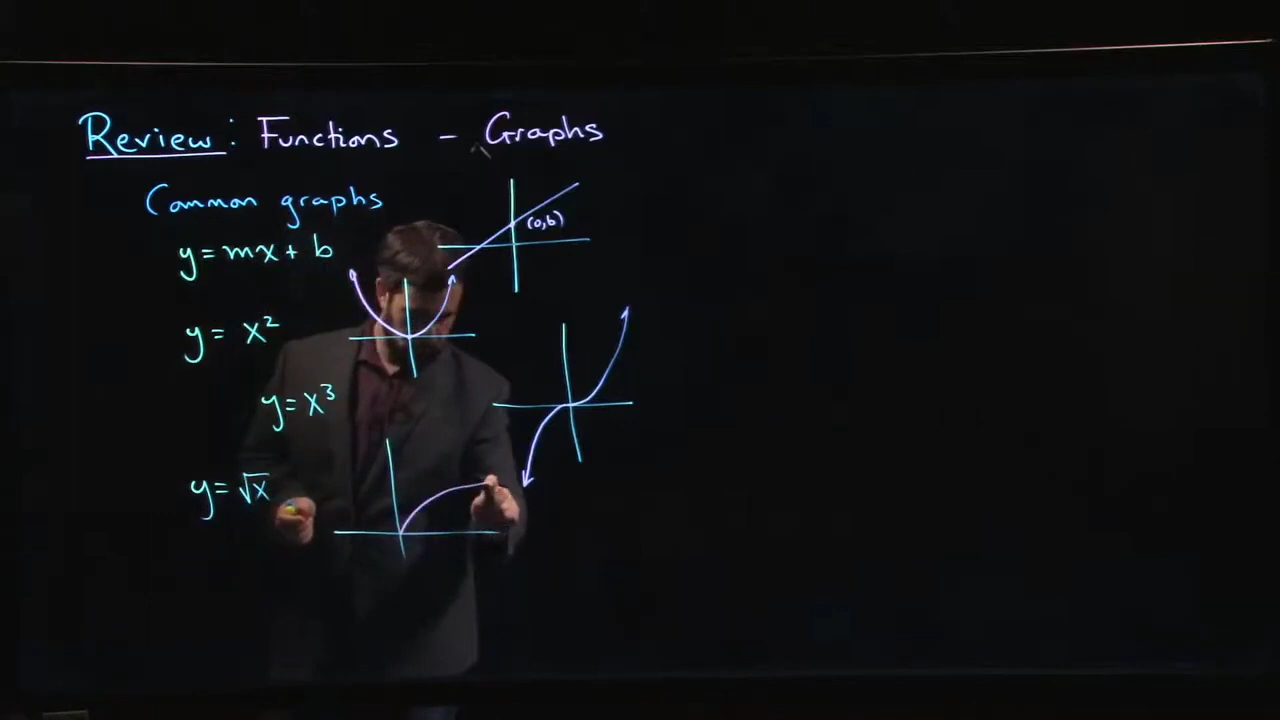 Review: Functions - Graphs
Common graphs
y = mx + b
(0,b)
y = x²
y = x³
y = √x